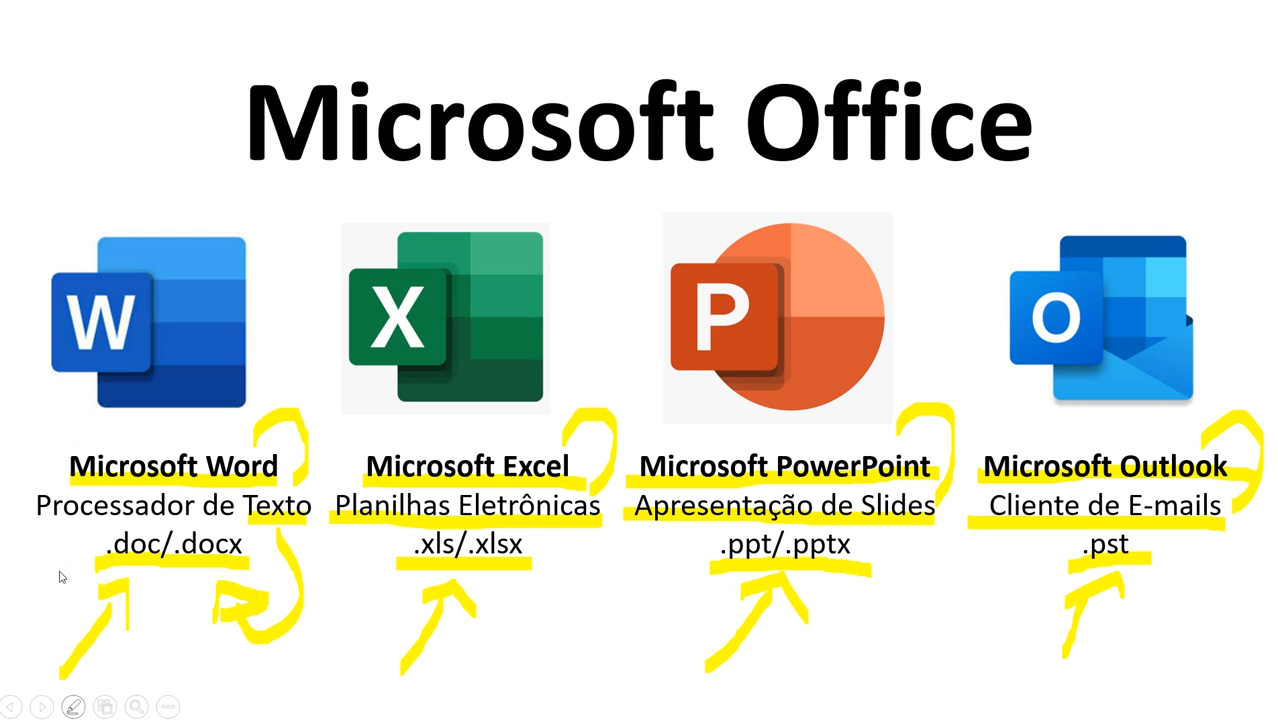 Microsoft Office
W
X
P
O
Microsoft Word
Processador de Texto
.doc/.docx
Microsoft Excel
Planilhas Eletrônicas
.xls/.xlsx
Microsoft PowerPoint
Apresentação de Slides
.ppt/.pptx
Microsoft Outlook
Cliente de E-mails
.pst